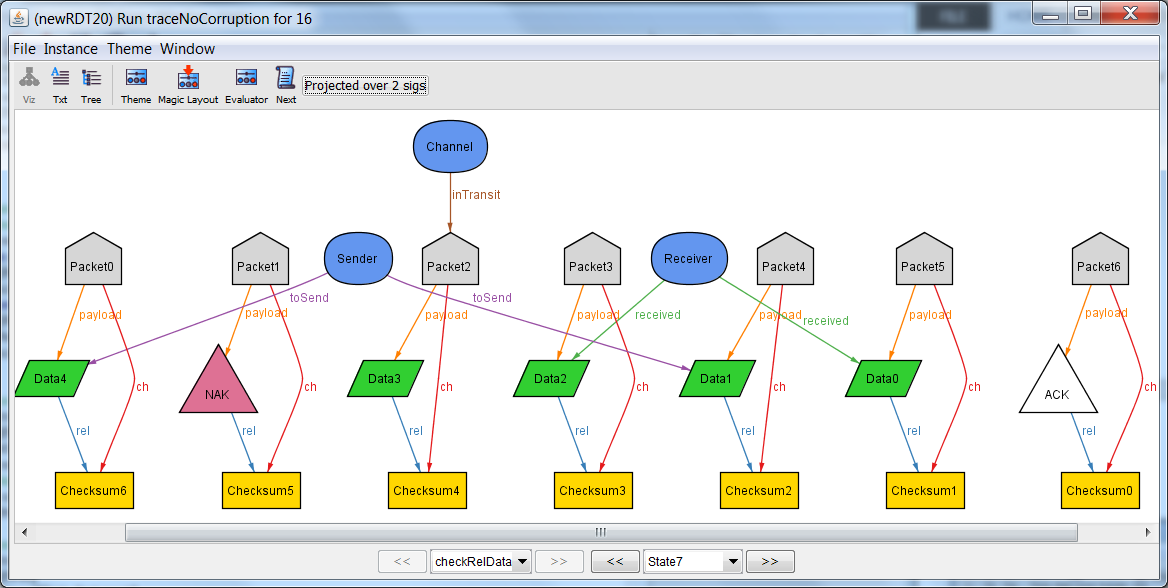 (newRDT20) Run traceNoCorruption for 16
File Instance Theme Window
Viz Txt Tree Theme Magic Layout Evaluator Next Projected over 2 sigs
Channel
inTransit
Packet0 Packet1 Sender Packet2 Packet3 Receiver Packet4 Packet5 Packet6
toSend toSend
payload payload payload payload received payload received payload payload
Data4 NAK Data3 Data2 Data1 Data0 ACK
ch ch ch ch ch ch ch
rel rel rel rel rel rel rel
Checksum6 Checksum5 Checksum4 Checksum3 Checksum2 Checksum1 Checksum0
<< checkRelData >> << State7 >>